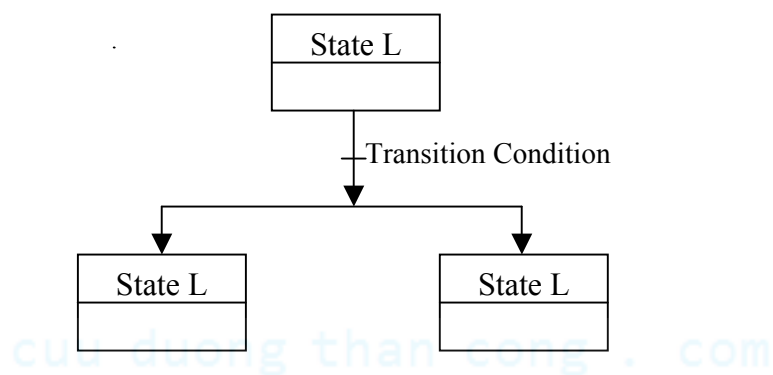 State L
Transition Condition
State L
State L
cuu duong than cong . com